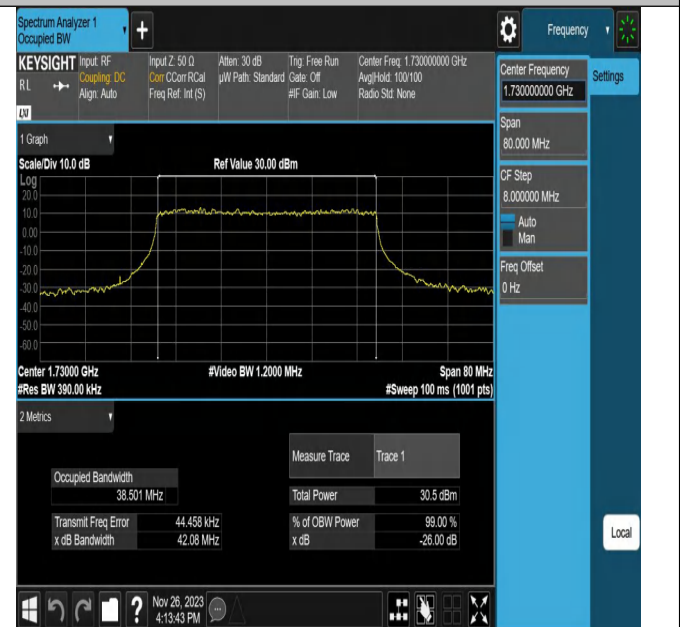 Spectrum Analyzer 1
Occupied BW
+
Frequency
KEYSIGHT
RL
LXI
Input: RF
Coupling: DC
Align: Auto
Input Z: 50 Ω
Corr CCorr RCal
Freq Ref: Int (S)
Atten: 30 dB
µW Path: Standard
Trig: Free Run
Gate: Off
#IF Gain: Low
Center Freq: 1.730000000 GHz
Avg|Hold: 100/100
Radio Std: None
Center Frequency
1.730000000 GHz
Settings
Span
80.000 MHz
CF Step
8.000000 MHz
Auto
Man
Freq Offset
0 Hz
Local
1 Graph
Scale/Div 10.0 dB
Ref Value 30.00 dBm
Log
20.0
10.0
0.00
-10.0
-20.0
-30.0
-40.0
-50.0
-60.0
Center 1.73000 GHz
#Video BW 1.2000 MHz
Span 80 MHz
#Res BW 390.00 kHz
#Sweep 100 ms (1001 pts)
2 Metrics
Measure Trace Trace 1
Occupied Bandwidth
38.501 MHz
Total Power 30.5 dBm
Transmit Freq Error 44.458 kHz
% of OBW Power 99.00 %
x dB Bandwidth 42.08 MHz
x dB -26.00 dB
?
Nov 26, 2023
4:13:43 PM